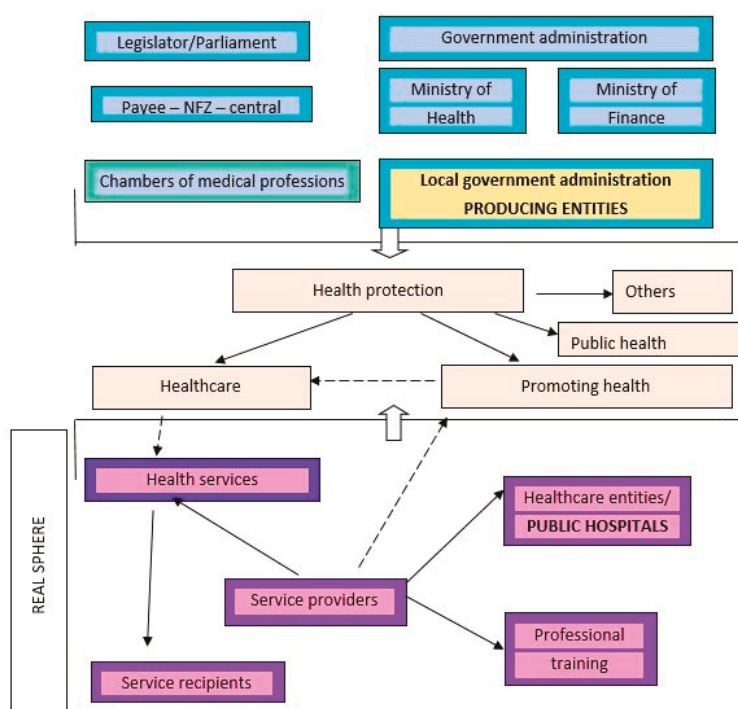 Legislator/Parliament
Government administration
Payee – NFZ – central
Ministry of
Health
Ministry of
Finance
Chambers of medical professions
Local government administration
PRODUCING ENTITIES
Health protection
Others
Public health
Healthcare
Promoting health
REAL SPHERE
Health services
Healthcare entities/
PUBLIC HOSPITALS
Service providers
Professional
training
Service recipients